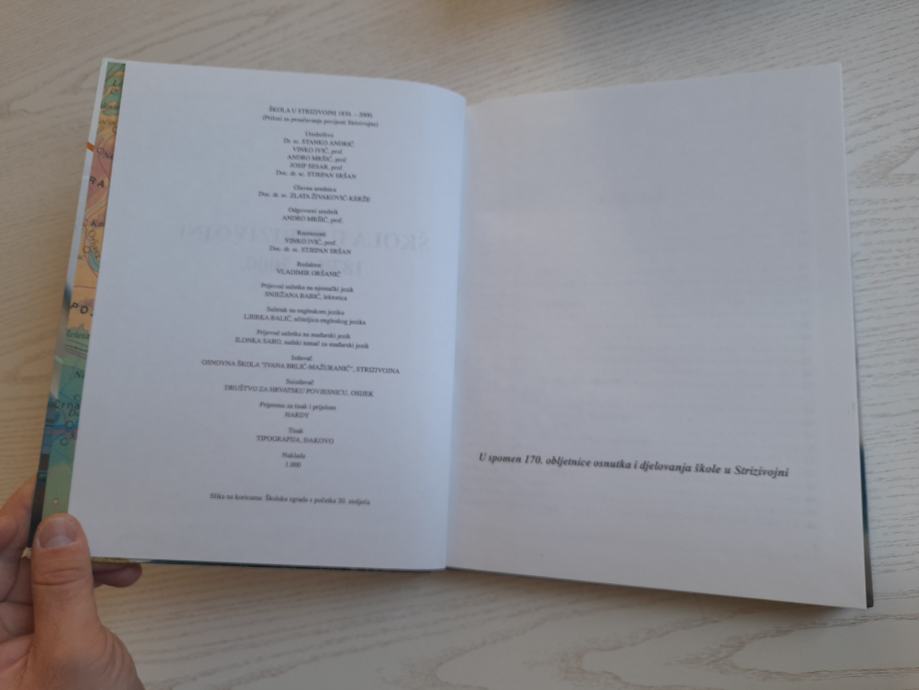 ŠKOLA U STRIZIVOJNI 1830. – 2000.
(Prilozi za proučavanje povijesti Strizivojne)
Uredništvo
Dr. sc. STANKO ANDRIĆ
VINKO IVIĆ, prof.
ANDRO MRŠIĆ, prof.
JOSIP SESAR, prof.
Doc. dr. sc. STJEPAN SRŠAN
Glavna urednica
Doc. dr. sc. ZLATA ŽIVAKOVIĆ-KERŽE
Odgovorni urednik
ANDRO MRŠIĆ, prof.
Recenzenti
VINKO IVIĆ, prof.
Doc. dr. sc. STJEPAN SRŠAN
Redaktor
VLADIMIR ORŠANIĆ
Prijevod sažetka na njemački jezik
SNJEŽANA BABIĆ, lektorica
Sažetak na engleskom jeziku
LJERKA BALIĆ, učiteljica engleskog jezika
Prijevod sažetka na mađarski jezik
ILONKA SABO, sudski tumač za mađarski jezik
Izdavač
OSNOVNA ŠKOLA "IVANA BRLIĆ-MAŽURANIĆ", STRIZIVOJNA
Suizdavač
DRUŠTVO ZA HRVATSKU POVJESNICU, OSIJEK
Priprema za tisak i prijelom
HARDY
Tisak
TIPOGRAFIJA, ĐAKOVO
Naklada
1.000
Slika na koricama: Školska zgrada s početka 20. stoljeća
U spomen 170. obljetnice osnutka i djelovanja škole u Strizivojni